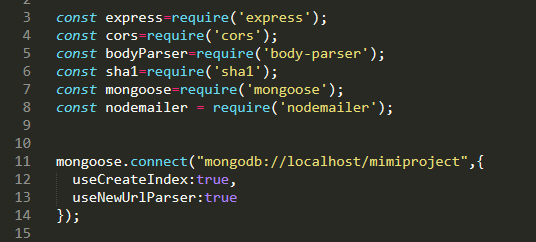 3 const express=require('express');
4 const cors=require('cors');
5 const bodyParser=require('body-parser');
6 const sha1=require('sha1');
7 const mongoose=require('mongoose');
8 const nodemailer = require('nodemailer');
9
10
11 mongoose.connect("mongodb://localhost/mimiproject",{
12   useCreateIndex:true,
13   useNewUrlParser:true
14 });
15